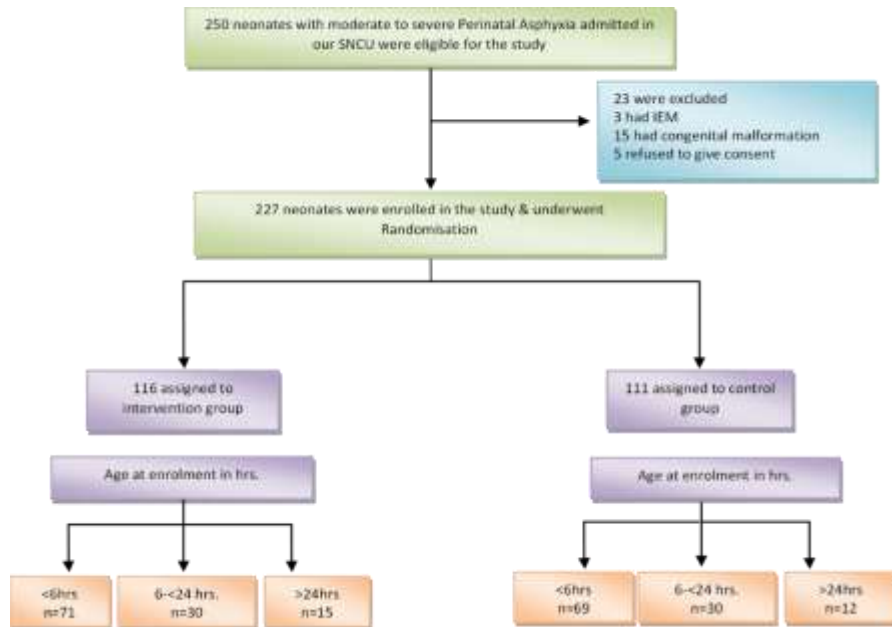 250 neonates with moderate to severe Perinatal Asphyxia admitted in
our SNCU were eligible for the study
23 were excluded
3 had IEM
15 had congenital malformation
5 refused to give consent
227 neonates were enrolled in the study & underwent
Randomisation
116 assigned to
intervention group
111 assigned to control
group
Age at enrolment in hrs.
Age at enrolment in hrs.
<6hrs
n=71
6-<24 hrs.
n=30
>24hrs
n=15
<6hrs
n=69
6-<24 hrs.
n=30
>24hrs
n=12